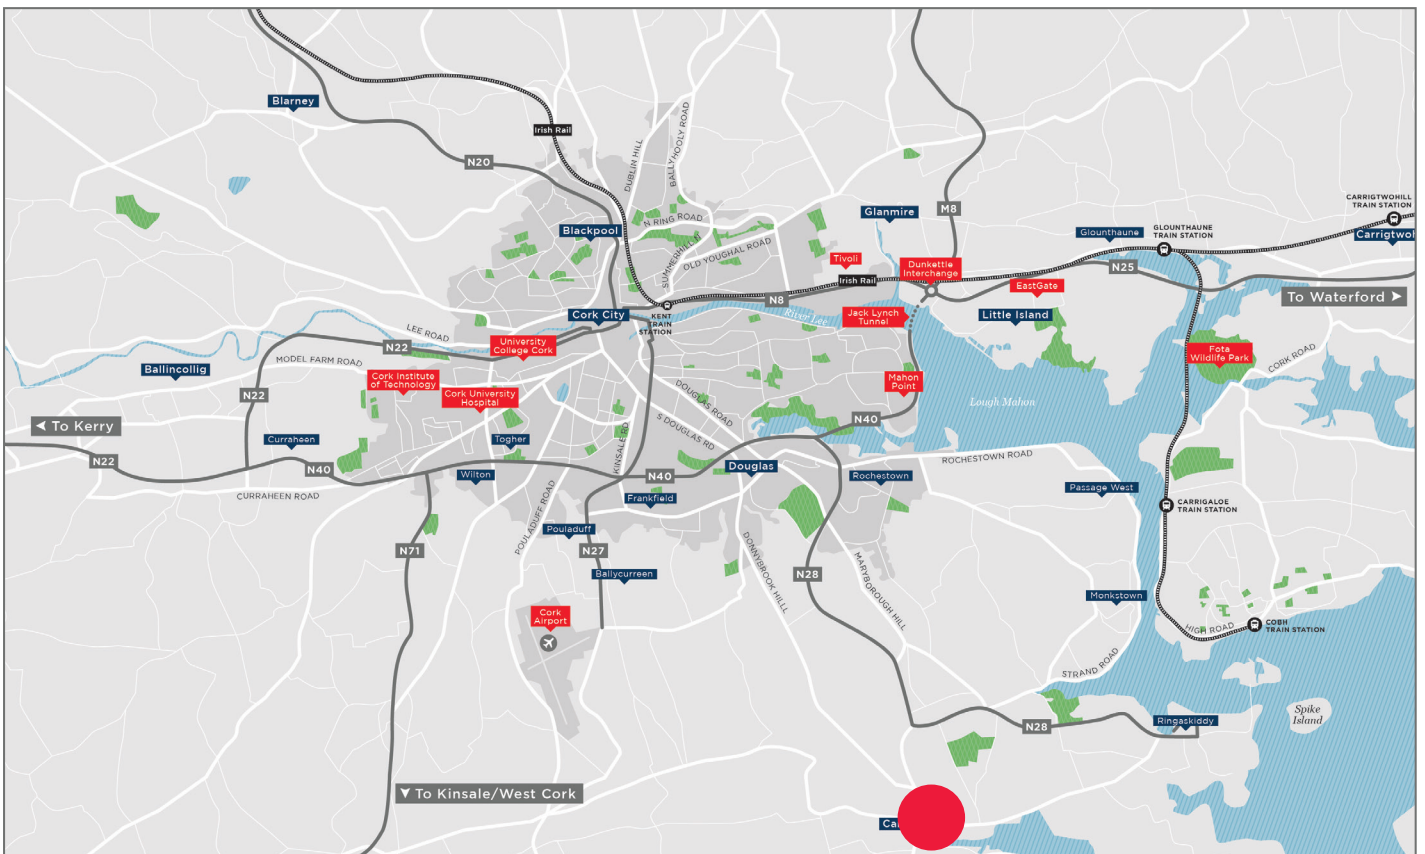 Blarney
Irish Rail
N20
DUBLIN HILL
BALLYHOOLY ROAD
N RING ROAD
Blackpool
SUMMERHILL N
OLD YOUGHAL ROAD
Glanmire
M8
Tivoli
Irish Rail
Dunkettle
Interchange
Glounthaune
GLOUNTHAUNE
TRAIN STATION
CARRIGTWOHILL
TRAIN STATION
Carrigtwoh
N25
EastGate
To Waterford
N8
River Lee
Jack Lynch
Tunnel
Little Island
Cork City
KENT
TRAIN
STATION
LEE ROAD
N22
University
College Cork
MODEL FARM ROAD
Ballincollig
Cork Institute
of Technology
Cork University
Hospital
N22
Mahon
Point
Fota
Wildlife Park
CORK ROAD
Lough Mahon
DOUGLAS ROAD
S DOUGLAS RD
N40
To Kerry
Curraheen
Togher
KINSALE RD
N22
N40
Wilton
N40
Douglas
ROCHESTOWN ROAD
Rochestown
Passage West
CURRAHEEN ROAD
Frankfield
CARRIGALOE
TRAIN STATION
POULADUFF ROAD
Pouladuff
N71
N27
Ballycurreen
DONNYBROOK HILLL
N28
MARYBOROUGH HILL
Monkstown
Cork
Airport
HIGH ROAD
COBH
TRAIN STATION
STRAND ROAD
Spike
Island
N28
Ringaskiddy
To Kinsale/West Cork
Ca